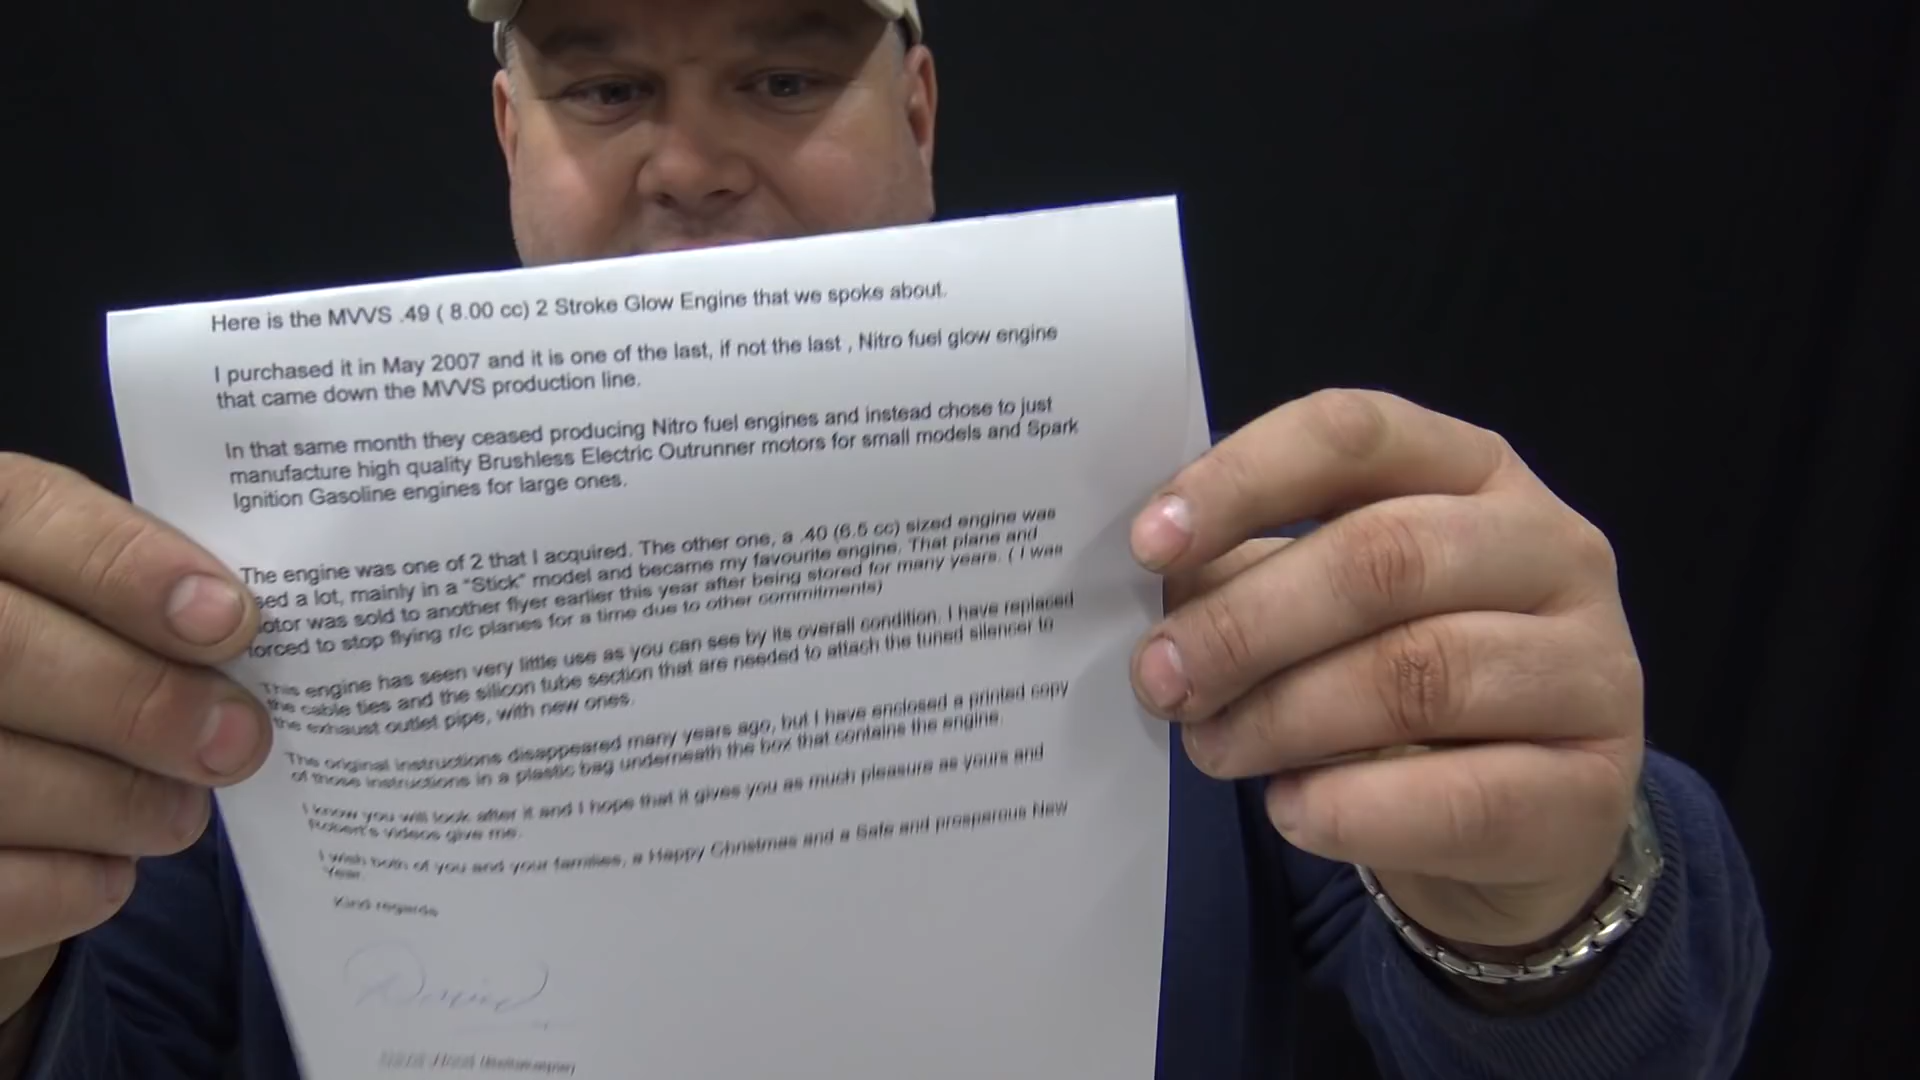 Here is the MVVS .49 ( 8.00 cc) 2 Stroke Glow Engine that we spoke about.
I purchased it in May 2007 and it is one of the last, if not the last , Nitro fuel glow engine
that came down the MVVS production line.
In that same month they ceased producing Nitro fuel engines and instead chose to just
manufacture high quality Brushless Electric Outrunner motors for small models and Spark
Ignition Gasoline engines for large ones.
The engine was one of 2 that I acquired. The other one, a .40 (6.5 cc) sized engine was
sed a lot, mainly in a "Stick" model and became my favourite engine. That plane and
otor was sold to another flyer earlier this year after being stored for many years. ( I was
forced to stop flying r/c planes for a time due to other commitments)
This engine has seen very little use as you can see by its overall condition. I have replaced
the cable ties and the silicon tube section that are needed to attach the tuned silencer to
the exhaust outlet pipe, with new ones.
The original instructions disappeared many years ago, but I have enclosed a printed copy
of those instructions in a plastic bag underneath the box that contains the engine.
I know you will look after it and I hope that it gives you as much pleasure as yours and
Robert's videos give me.
I wish both of you and your families, a Happy Christmas and a Safe and prosperous New
Year.
Kind regards